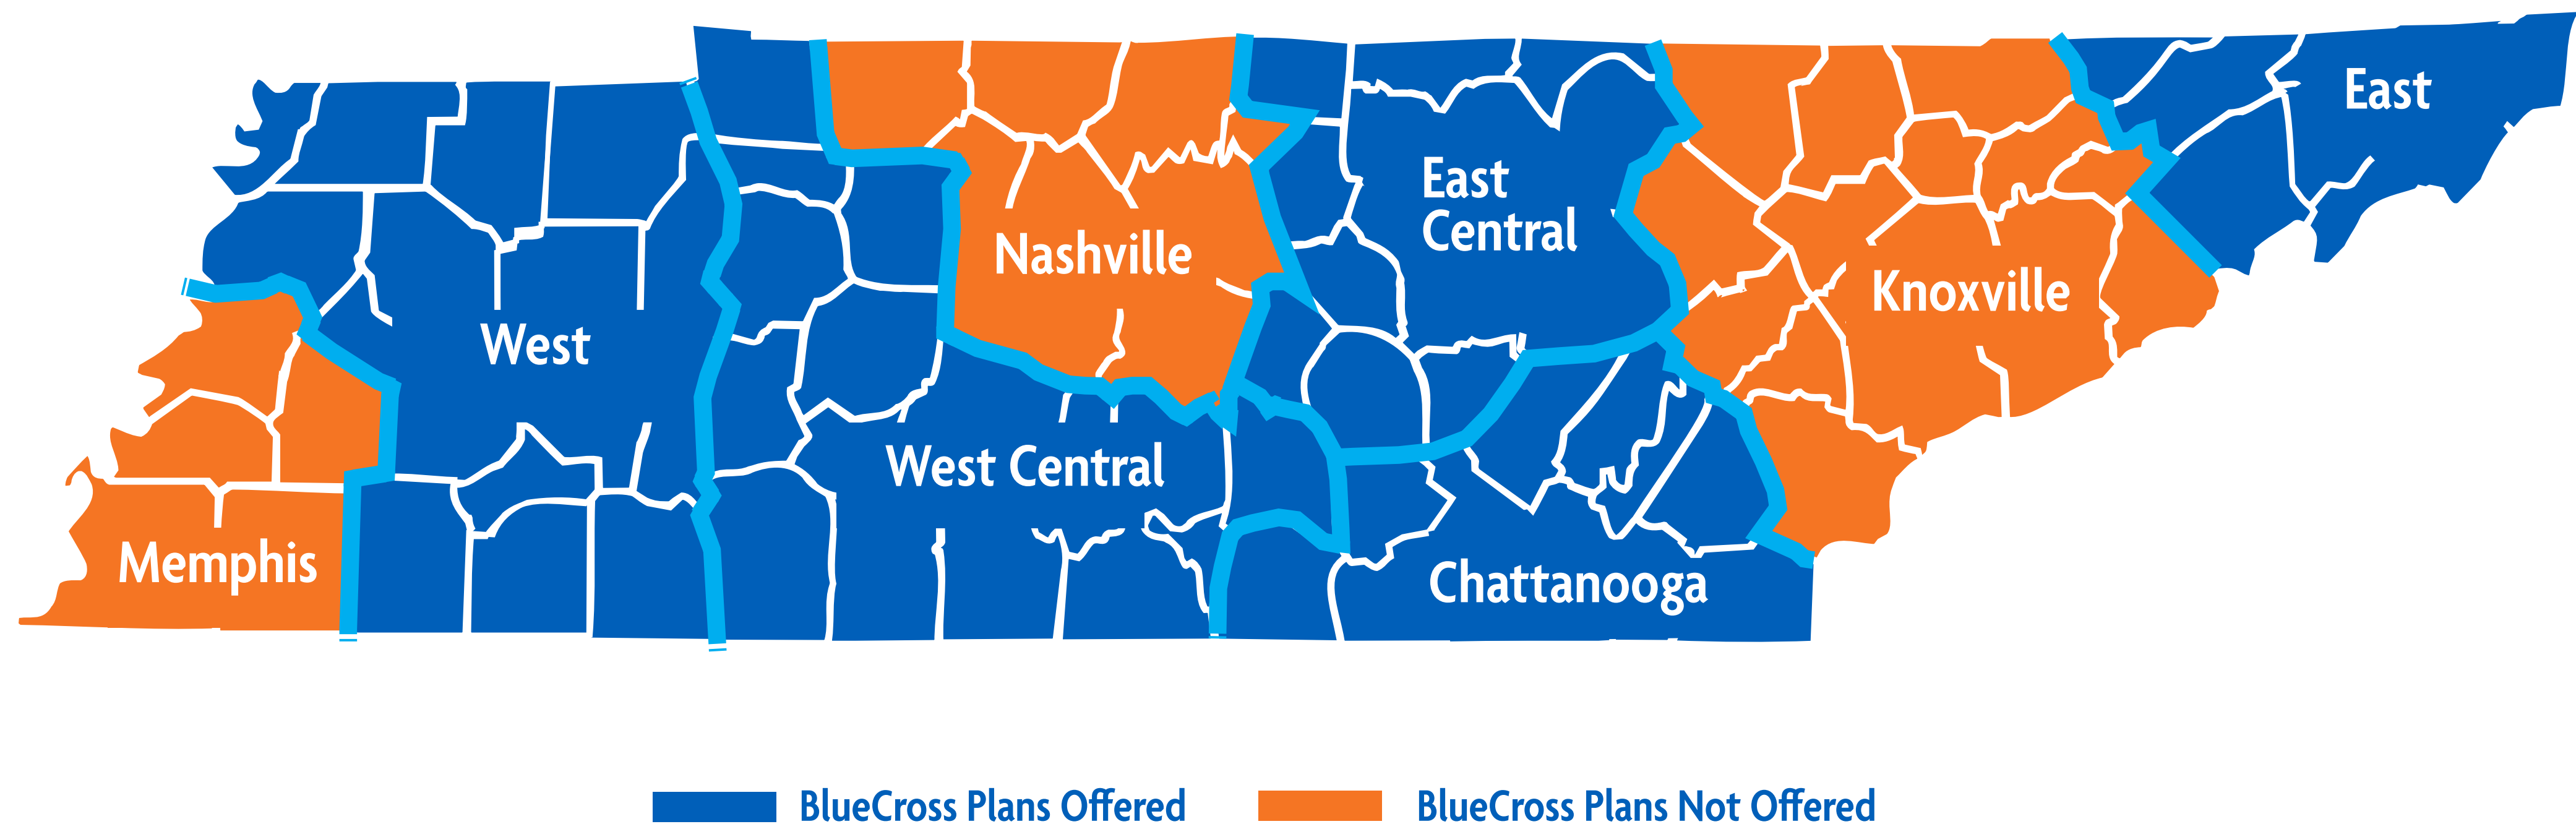 East
East
Central
Nashville
Knoxville
West
West Central
Memphis
Chattanooga
BlueCross Plans Offered
BlueCross Plans Not Offered